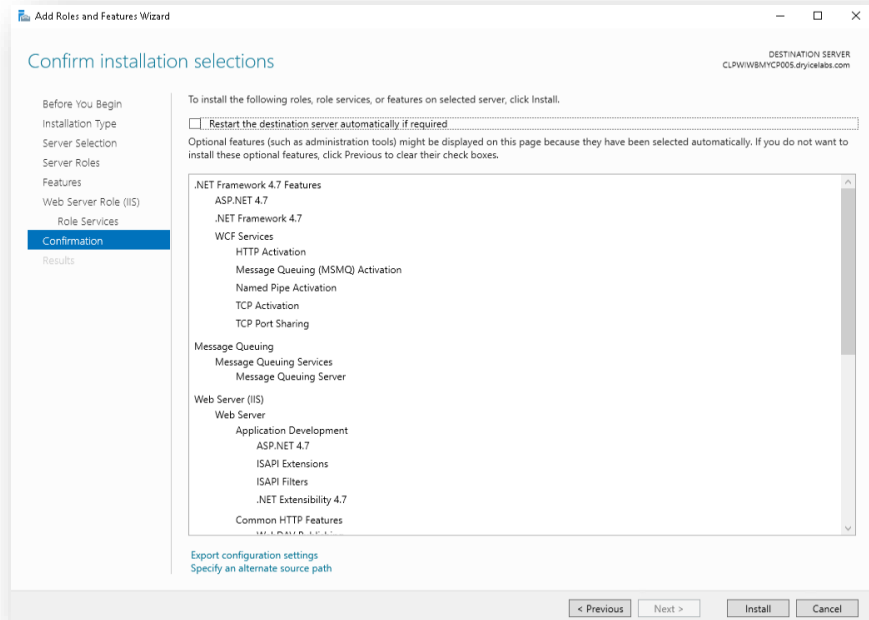 Add Roles and Features Wizard
Confirm installation selections
DESTINATION SERVER
CLPWIWBMYCP005.dryicelabs.com
Before You Begin
Installation Type
Server Selection
Server Roles
Features
Web Server Role (IIS)
Role Services
Confirmation
Results
To install the following roles, role services, or features on selected server, click Install.
Restart the destination server automatically if required
Optional features (such as administration tools) might be displayed on this page because they have been selected automatically. If you do not want to
install these optional features, click Previous to clear their check boxes.
.NET Framework 4.7 Features
ASP.NET 4.7
.NET Framework 4.7
WCF Services
HTTP Activation
Message Queuing (MSMQ) Activation
Named Pipe Activation
TCP Activation
TCP Port Sharing
Message Queuing
Message Queuing Services
Message Queuing Server
Web Server (IIS)
Web Server
Application Development
ASP.NET 4.7
ISAPI Extensions
ISAPI Filters
.NET Extensibility 4.7
Common HTTP Features
Export configuration settings
Specify an alternate source path
< Previous
Next >
Install
Cancel